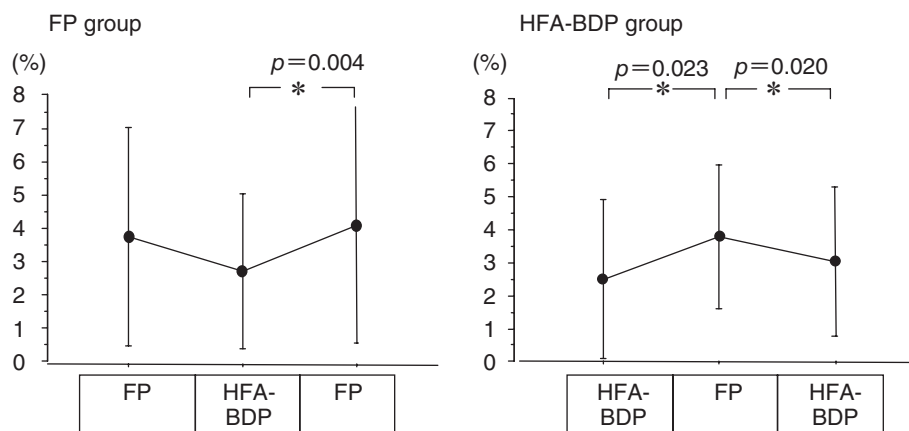 FP group
(%)
p=0.004
*
8
7
6
5
4
3
2
1
0
FP
HFA-
BDP
FP
HFA-BDP group
(%)
p=0.023 p=0.020
* *
8
7
6
5
4
3
2
1
0
HFA-
BDP
FP
HFA-
BDP